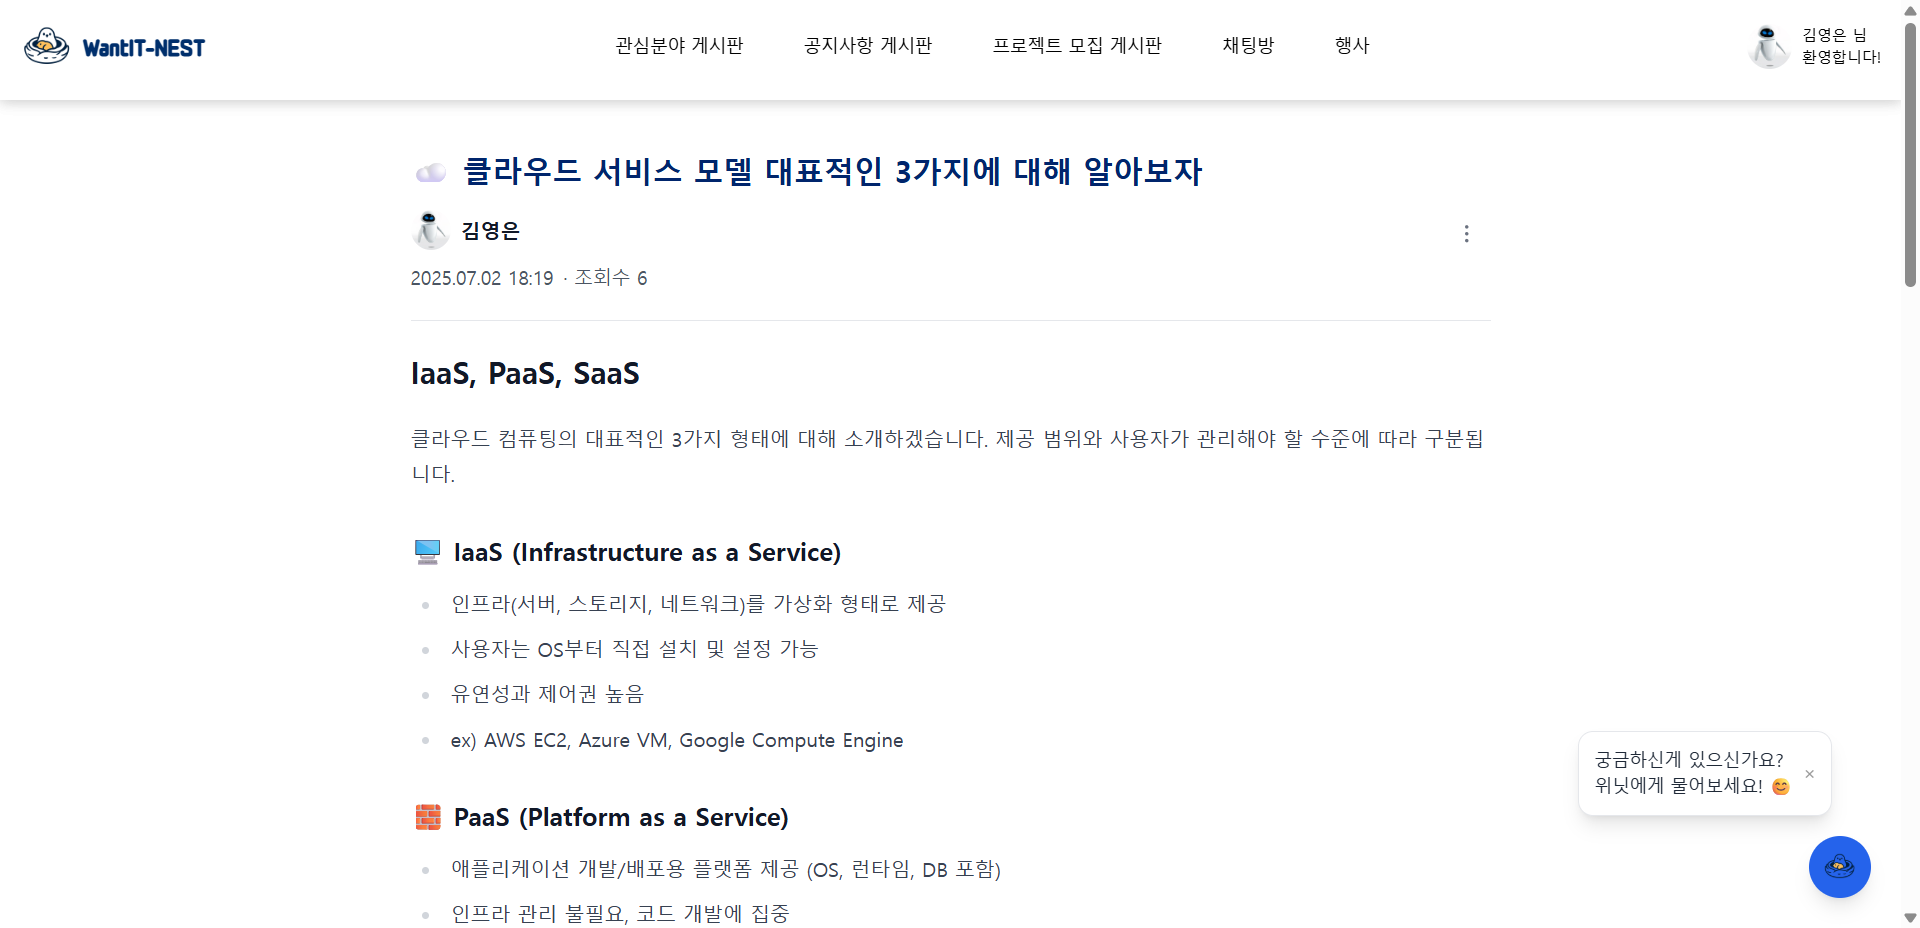 WantIT-NEST
관심분야 게시판
공지사항 게시판
프로젝트 모집 게시판
채팅방
행사
김영은 님
환영합니다!
클라우드 서비스 모델 대표적인 3가지에 대해 알아보자
김영은
2025.07.02 18:19 · 조회수 6
IaaS, PaaS, SaaS
클라우드 컴퓨팅의 대표적인 3가지 형태에 대해 소개하겠습니다. 제공 범위와 사용자가 관리해야 할 수준에 따라 구분됩
니다.
IaaS (Infrastructure as a Service)
인프라(서버, 스토리지, 네트워크)를 가상화 형태로 제공
사용자는 OS부터 직접 설치 및 설정 가능
유연성과 제어권 높음
ex) AWS EC2, Azure VM, Google Compute Engine
PaaS (Platform as a Service)
애플리케이션 개발/배포용 플랫폼 제공 (OS, 런타임, DB 포함)
인프라 관리 불필요, 코드 개발에 집중
궁금하신게 있으신가요?
위닛에게 물어보세요! 😊
×